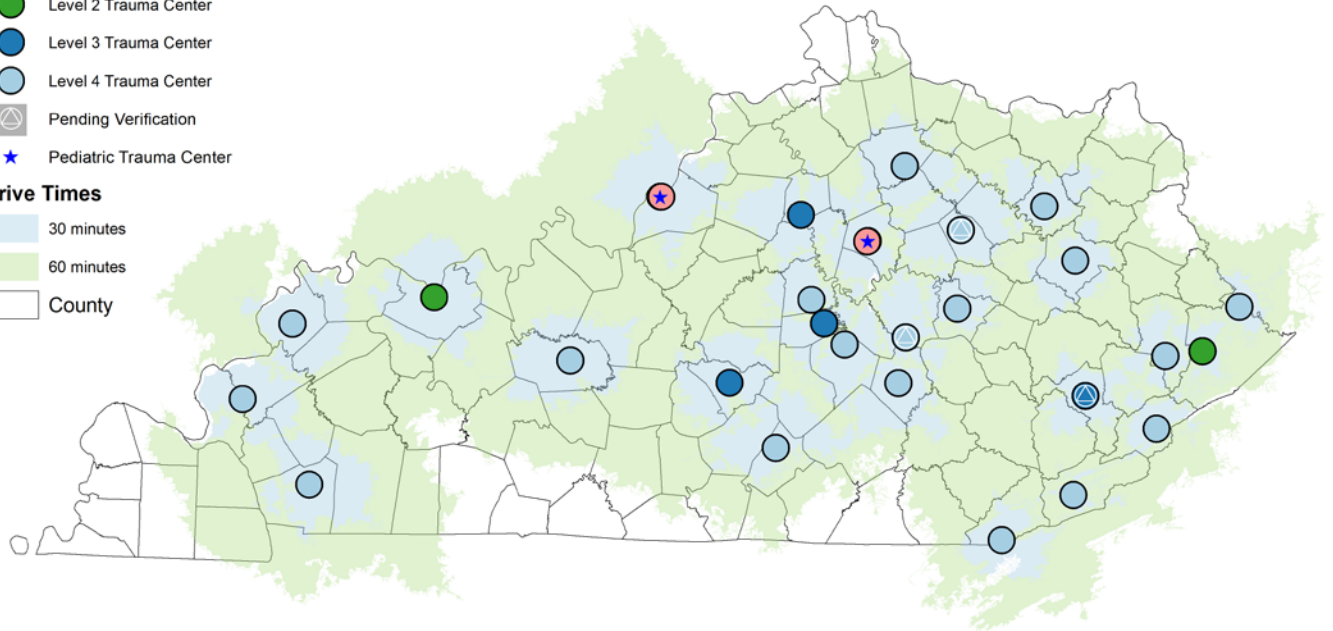 Level 2 Trauma Center
Level 3 Trauma Center
Level 4 Trauma Center
Pending Verification
Pediatric Trauma Center
rive Times
30 minutes
60 minutes
County